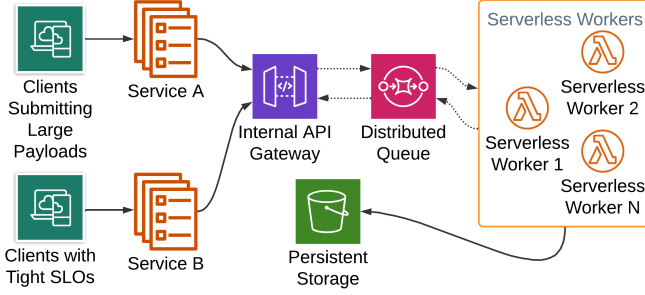 Clients
Submitting
Large
Payloads
Service A
Internal API
Gateway
Distributed
Queue
Serverless Workers
Serverless
Worker 2
Serverless
Worker 1
Serverless
Worker N
Clients with
Tight SLOs
Service B
Persistent
Storage